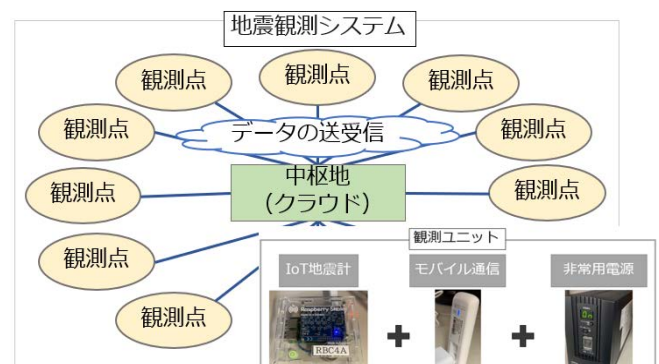 地震観測システム
観測点
観測点
観測点
観測点
データの送受信
観測点
中枢地
(クラウド)
観測点
観測点
観測点
観測点
観測ユニット
IoT地震計
モバイル通信
非常用電源
Raspberry Shake
RBC4A
+
+